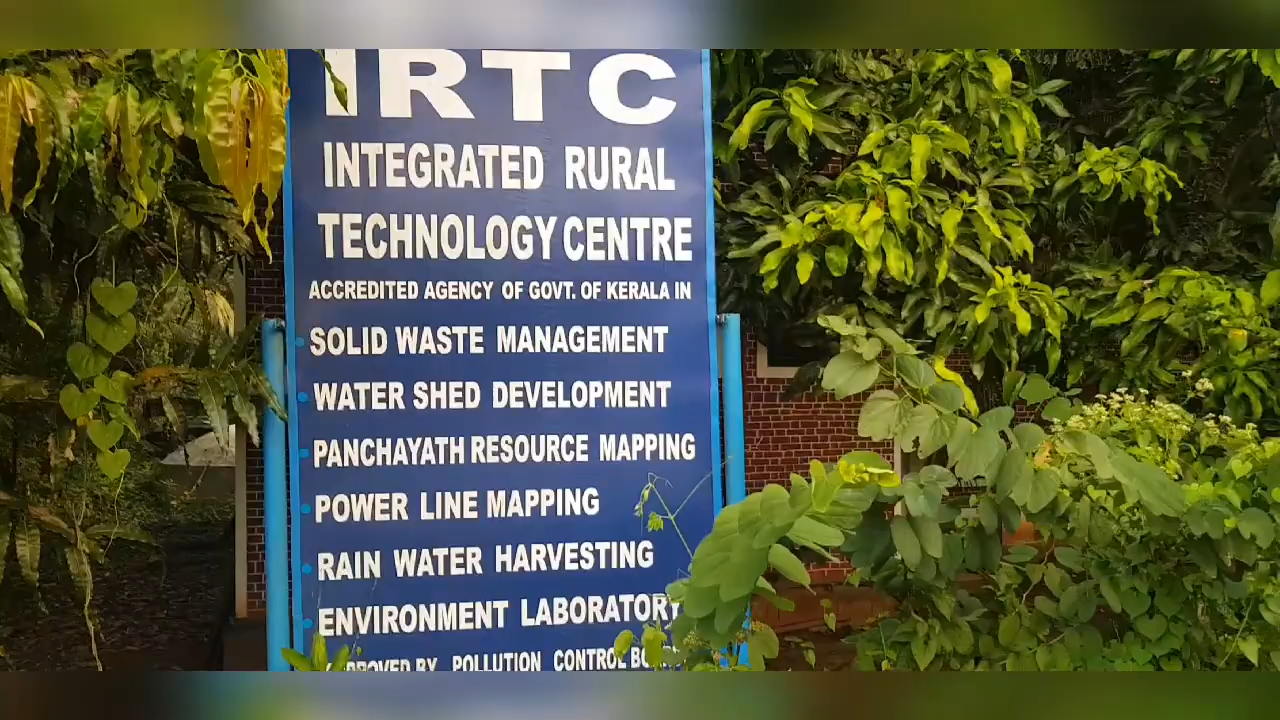 IRTC
INTEGRATED RURAL
TECHNOLOGY CENTRE
ACCREDITED AGENCY OF GOVT. OF KERALA IN
SOLID WASTE MANAGEMENT
WATER SHED DEVELOPMENT
PANCHAYATH RESOURCE MAPPING
POWER LINE MAPPING
RAIN WATER HARVESTING
ENVIRONMENT LABORATORY
BY POLLUTION CONTROL